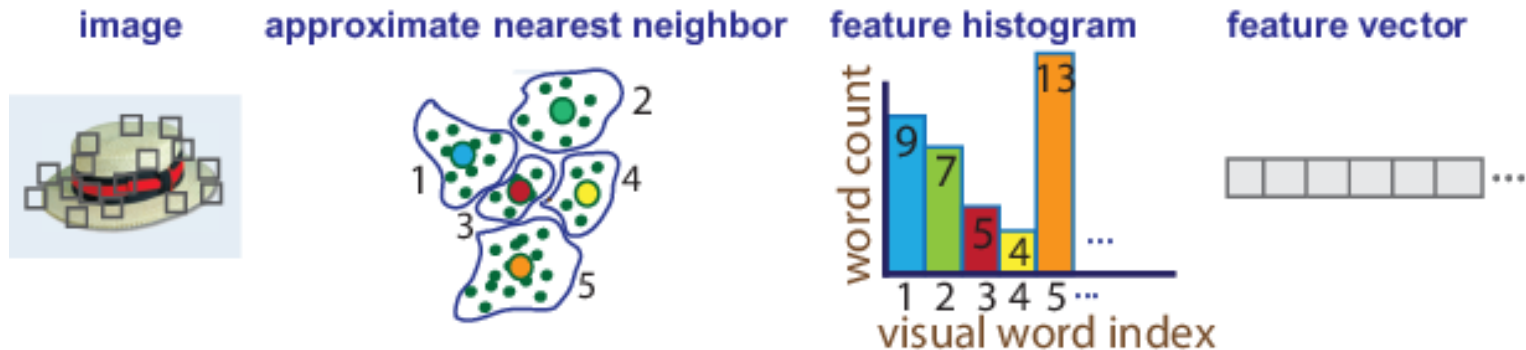 image
approximate nearest neighbor
feature histogram
feature vector
1
2
3
4
5
word count
9
7
5
4
13
...
1 2 3 4 5 ...
visual word index
...